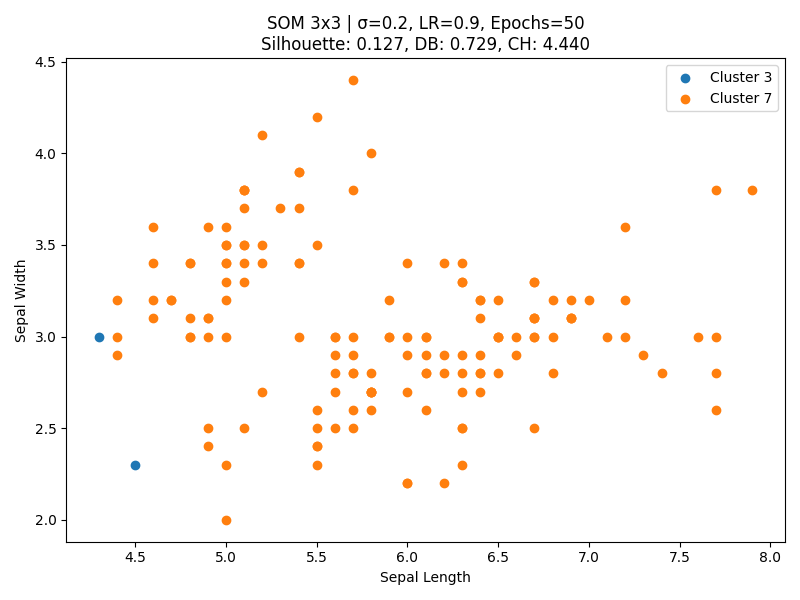 SOM 3x3 | σ=0.2, LR=0.9, Epochs=50
Silhouette: 0.127, DB: 0.729, CH: 4.440
Cluster 3
Cluster 7
4.5
4.0
3.5
3.0
2.5
2.0
Sepal Width
4.5
5.0
5.5
6.0
6.5
7.0
7.5
8.0
Sepal Length